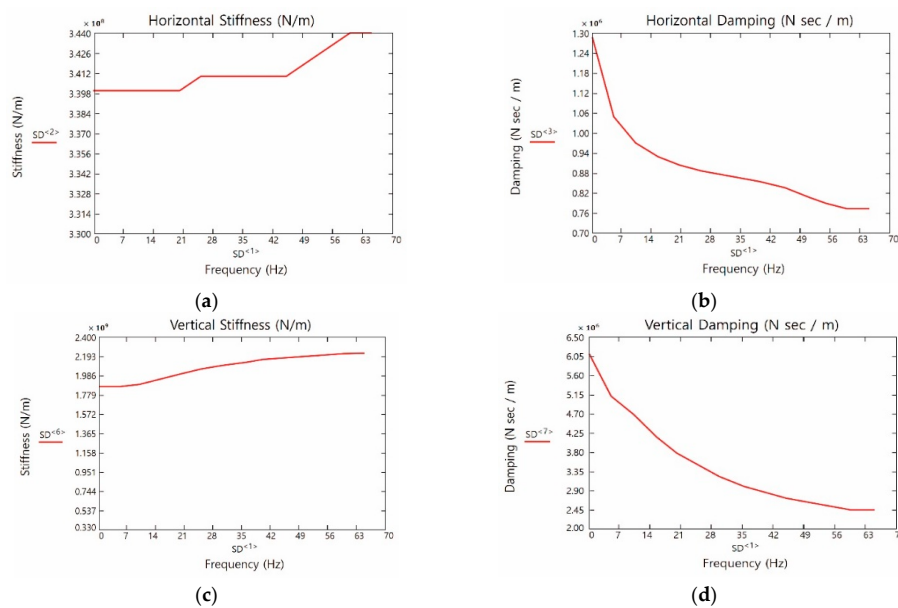 × 10⁸
Horizontal Stiffness (N/m)
3.440
3.426
3.412
3.398
3.384
3.370
3.356
3.342
3.328
3.314
3.300
Stiffness (N/m)
SD<2>
0 7 14 21 28 35 42 49 56 63 70
SD<1>
Frequency (Hz)
(a)
× 10⁶
Horizontal Damping (N sec / m)
1.30
1.24
1.18
1.12
1.06
1.00
0.94
0.88
0.82
0.76
0.70
Damping (N sec / m)
SD<3>
0 7 14 21 28 35 42 49 56 63 70
SD<1>
Frequency (Hz)
(b)
× 10⁹
Vertical Stiffness (N/m)
2.400
2.193
1.986
1.779
1.572
1.365
1.158
0.951
0.744
0.537
0.330
Stiffness (N/m)
SD<6>
0 7 14 21 28 35 42 49 56 63 70
SD<1>
Frequency (Hz)
(c)
× 10⁶
Vertical Damping (N sec / m)
6.50
6.05
5.60
5.15
4.70
4.25
3.80
3.35
2.90
2.45
2.00
Damping (N sec / m)
SD<7>
0 7 14 21 28 35 42 49 56 63 70
SD<1>
Frequency (Hz)
(d)